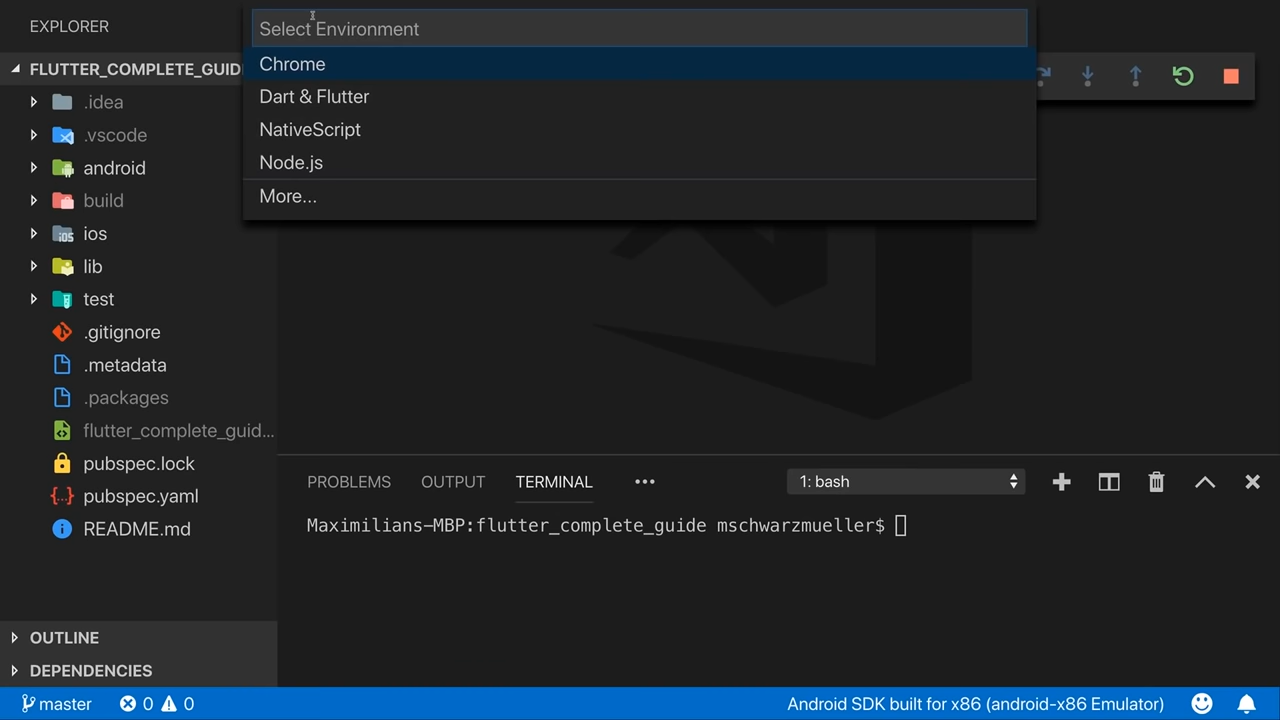 EXPLORER
FLUTTER_COMPLETE_GUID
.idea
.vscode
android
build
ios
lib
test
.gitignore
.metadata
.packages
flutter_complete_guid...
pubspec.lock
pubspec.yaml
README.md
OUTLINE
DEPENDENCIES
Select Environment
Chrome
Dart & Flutter
NativeScript
Node.js
More...
PROBLEMS OUTPUT TERMINAL ••• 1: bash
Maximilians-MBP:flutter_complete_guide mschwarzmueller$
master 0 0 Android SDK built for x86 (android-x86 Emulator)